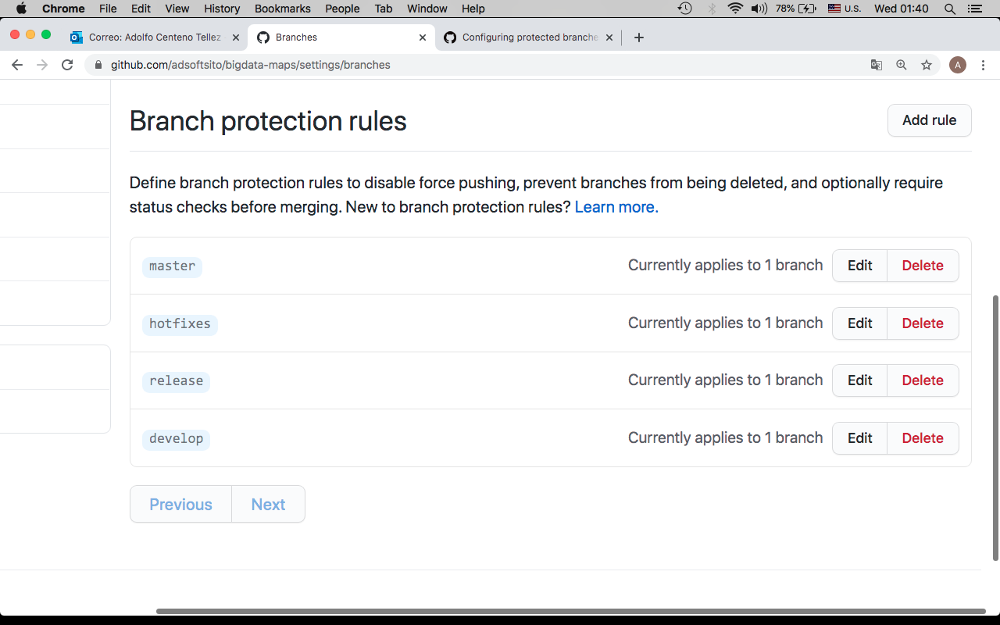 Chrome File Edit View History Bookmarks People Tab Window Help 78% U.S. Wed 01:40
Correo: Adolfo Centeno Tellez Branches Configuring protected branche
github.com/adsoftsito/bigdata-maps/settings/branches A
Branch protection rules Add rule
Define branch protection rules to disable force pushing, prevent branches from being deleted, and optionally require
status checks before merging. New to branch protection rules? Learn more.
master Currently applies to 1 branch Edit Delete
hotfixes Currently applies to 1 branch Edit Delete
release Currently applies to 1 branch Edit Delete
develop Currently applies to 1 branch Edit Delete
Previous Next